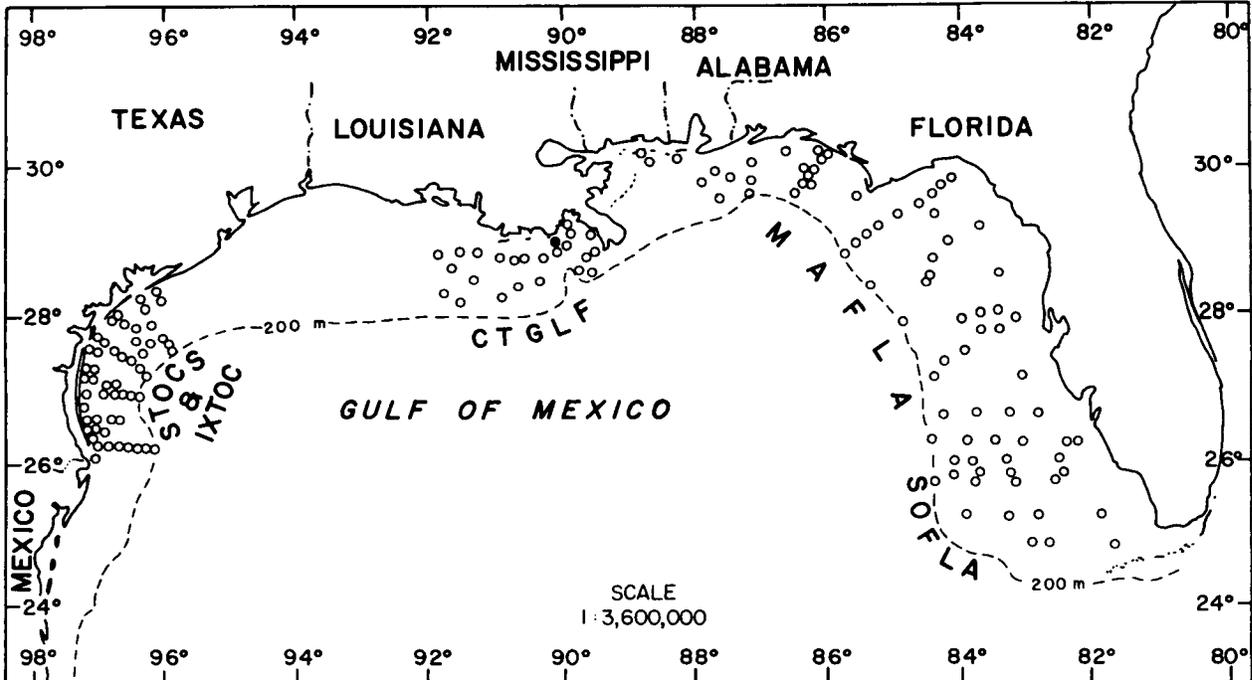 98° 96° 94° 92° 90° 88° 86° 84° 82° 80°
MISSISSIPPI ALABAMA
TEXAS LOUISIANA FLORIDA
30° 30°
MAFLA
28° 28°
200 m
CTGLF
STOCS
&
IXTOC
GULF OF MEXICO
26° 26°
SOFLA
MEXICO
200 m
SCALE
1:3,600,000
24° 24°
98° 96° 94° 92° 90° 88° 86° 84° 82° 80°